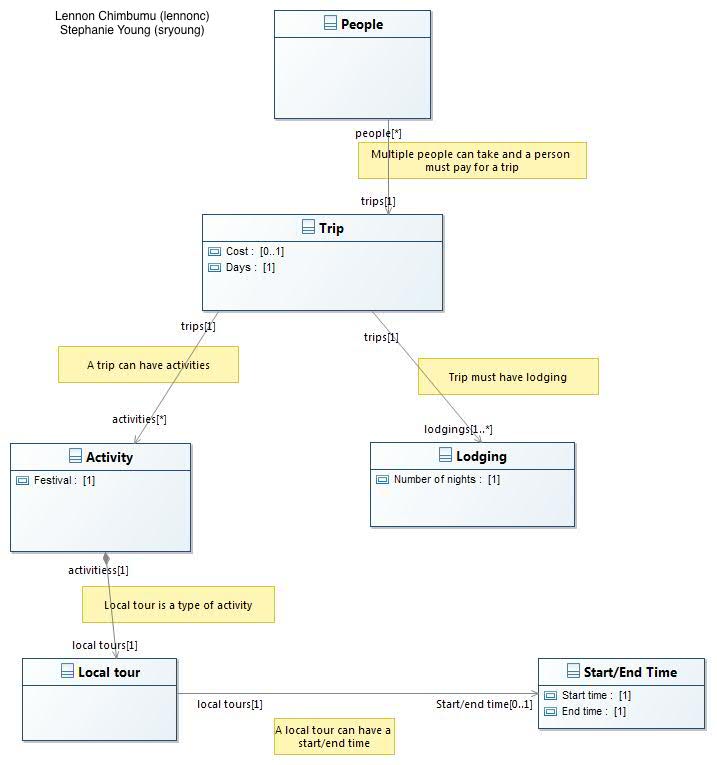 Lennon Chimbumu (lennonc)
Stephanie Young (sryoung)
People
people[*]
Multiple people can take and a person
must pay for a trip
trips[1]
Trip
Cost : [0..1]
Days : [1]
trips[1]
trips[1]
A trip can have activities
Trip must have lodging
activities[*]
lodgings[1..*]
Activity
Festival : [1]
Lodging
Number of nights : [1]
activitiess[1]
Local tour is a type of activity
local tours[1]
Local tour
Start/End Time
Start time : [1]
End time : [1]
local tours[1]
Start/end time[0..1]
A local tour can have a
start/end time